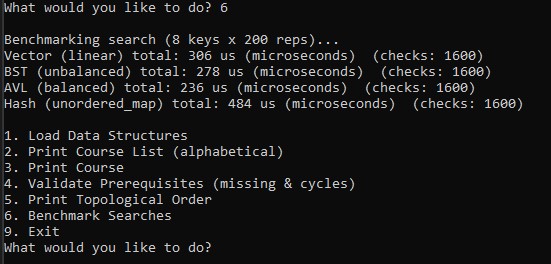 What would you like to do? 6
Benchmarking search (8 keys x 200 reps)...
Vector (linear) total: 306 us (microseconds)  (checks: 1600)
BST (unbalanced) total: 278 us (microseconds)  (checks: 1600)
AVL (balanced) total: 236 us (microseconds)  (checks: 1600)
Hash (unordered_map) total: 484 us (microseconds)  (checks: 1600)
1. Load Data Structures
2. Print Course List (alphabetical)
3. Print Course
4. Validate Prerequisites (missing & cycles)
5. Print Topological Order
6. Benchmark Searches
9. Exit
What would you like to do?